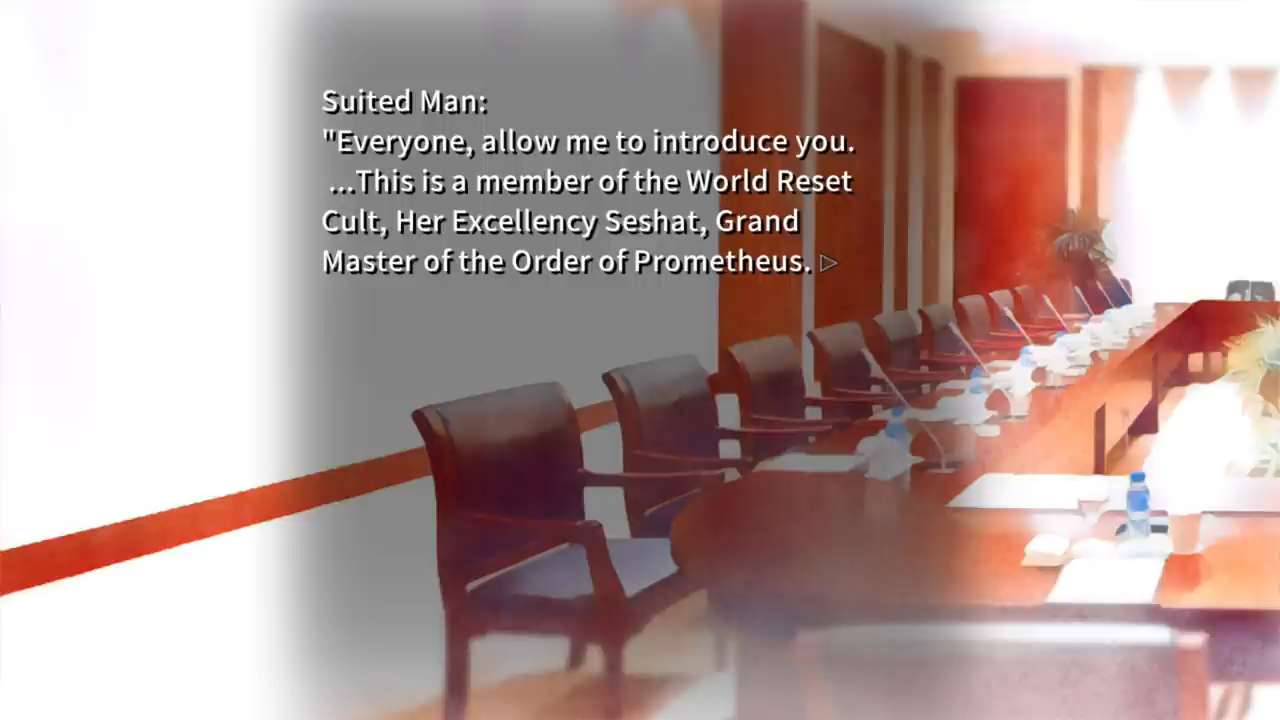 Suited Man:
"Everyone, allow me to introduce you.
...This is a member of the World Reset
Cult, Her Excellency Seshat, Grand
Master of the Order of Prometheus.